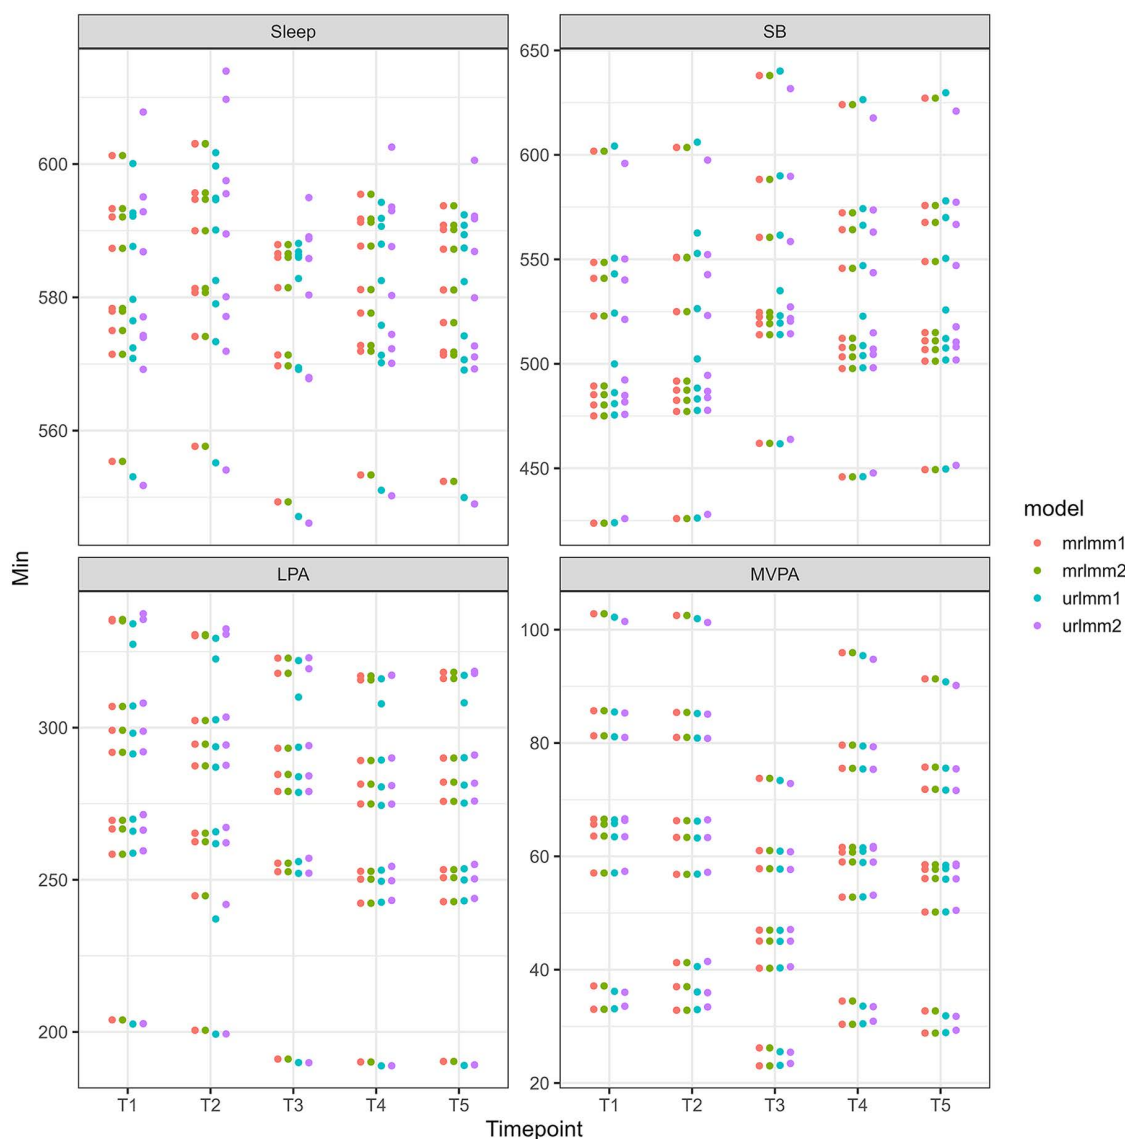 Sleep
SB
600
580
560
650
600
550
500
450
Min
LPA
MVPA
300
250
200
100
80
60
40
20
T1 T2 T3 T4 T5
T1 T2 T3 T4 T5
Timepoint
model
mrlmm1
mrlmm2
urlmm1
urlmm2